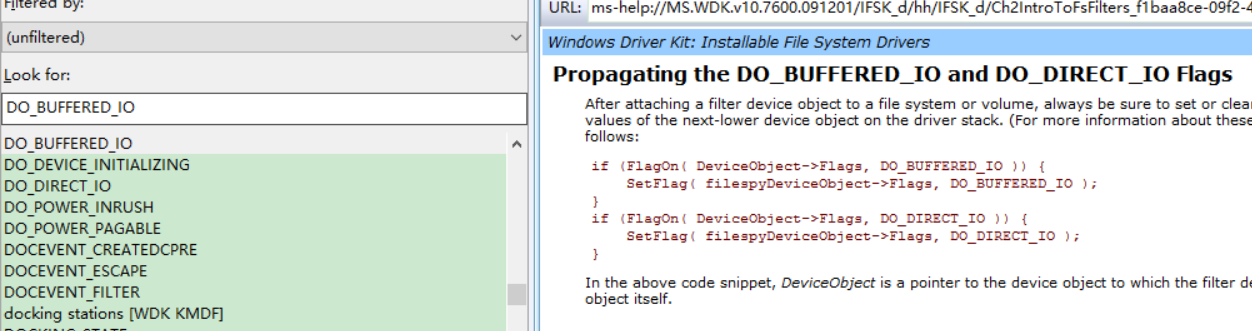 Filtered by:
(unfiltered)
Look for:
DO_BUFFERED_IO
DO_BUFFERED_IO
DO_DEVICE_INITIALIZING
DO_DIRECT_IO
DO_POWER_INRUSH
DO_POWER_PAGABLE
DOCEVENT_CREATEDCPRE
DOCEVENT_ESCAPE
DOCEVENT_FILTER
docking stations [WDK KMDF]
DOCKING_STATE
URL: ms-help://MS.WDK.v10.7600.091201/IFSK_d/hh/IFSK_d/Ch2IntroToFsFilters_f1baa8ce-09f2-4
Windows Driver Kit: Installable File System Drivers
Propagating the DO_BUFFERED_IO and DO_DIRECT_IO Flags
After attaching a filter device object to a file system or volume, always be sure to set or clear
values of the next-lower device object on the driver stack. (For more information about these
follows:
if (FlagOn( DeviceObject->Flags, DO_BUFFERED_IO )) {
SetFlag( filespyDeviceObject->Flags, DO_BUFFERED_IO );
}
if (FlagOn( DeviceObject->Flags, DO_DIRECT_IO )) {
SetFlag( filespyDeviceObject->Flags, DO_DIRECT_IO );
}
In the above code snippet, DeviceObject is a pointer to the device object to which the filter de
object itself.